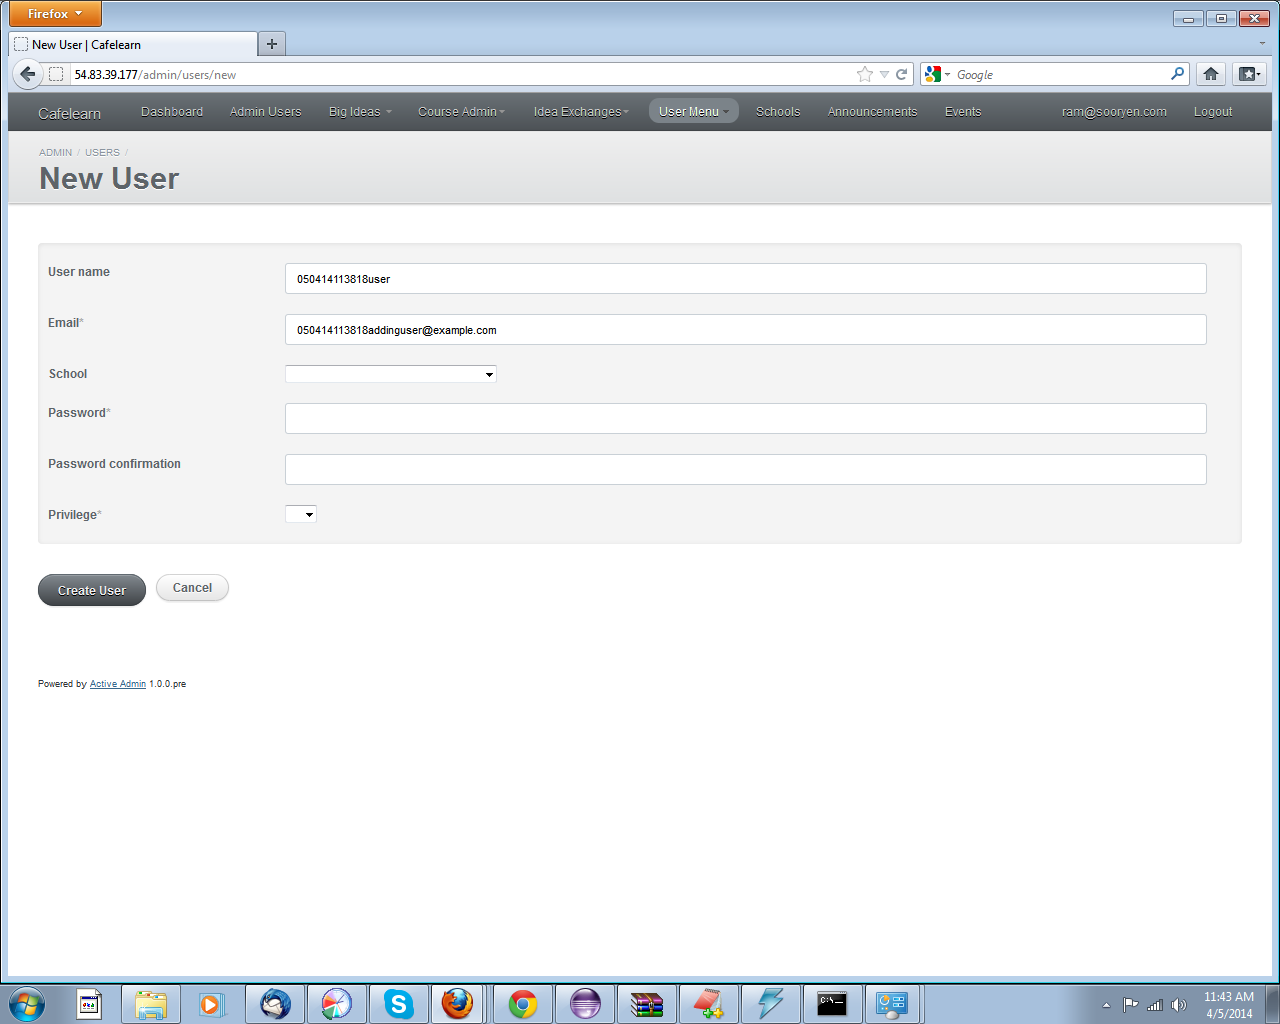 Firefox
New User | Cafelearn
54.83.39.177/admin/users/new
Google
Cafelearn Dashboard Admin Users Big Ideas Course Admin Idea Exchanges User Menu Schools Announcements Events ram@sooryen.com Logout
ADMIN / USERS /
New User
User name 050414113818user
Email* 050414113818addinguser@example.com
School
Password*
Password confirmation
Privilege*
Create User Cancel
Powered by Active Admin 1.0.0.pre
11:43 AM
4/5/2014